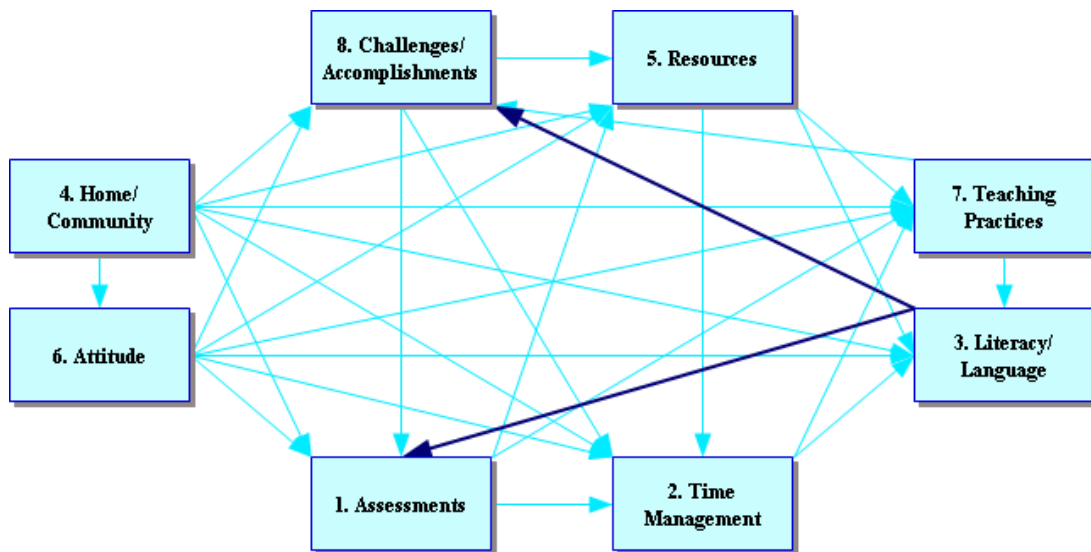 8. Challenges/
Accomplishments
5. Resources
4. Home/
Community
7. Teaching
Practices
6. Attitude
3. Literacy/
Language
1. Assessments
2. Time
Management